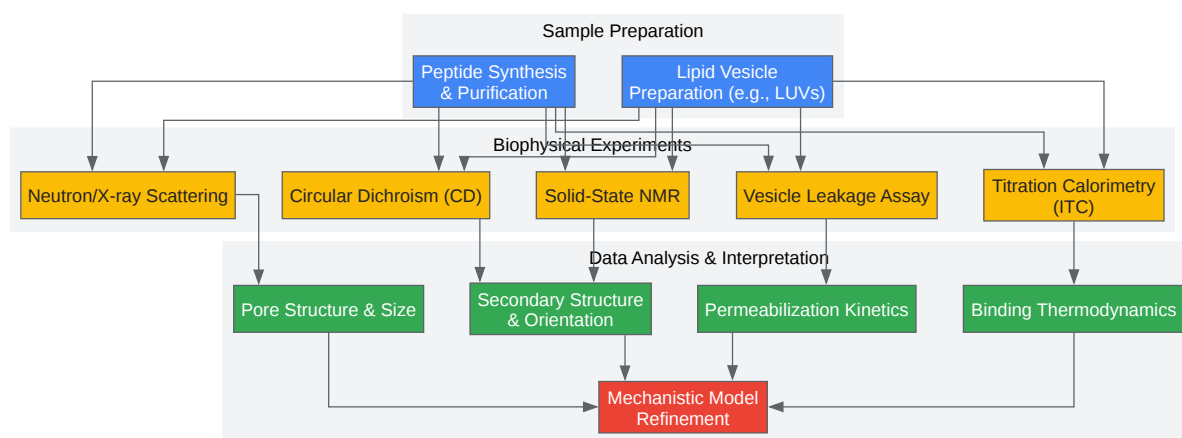 Sample Preparation
Peptide Synthesis
& Purification
Lipid Vesicle
Preparation (e.g., LUVs)
Biophysical Experiments
Neutron/X-ray Scattering
Circular Dichroism (CD)
Solid-State NMR
Vesicle Leakage Assay
Titration Calorimetry
(ITC)
Data Analysis & Interpretation
Pore Structure & Size
Secondary Structure
& Orientation
Permeabilization Kinetics
Binding Thermodynamics
Mechanistic Model
Refinement